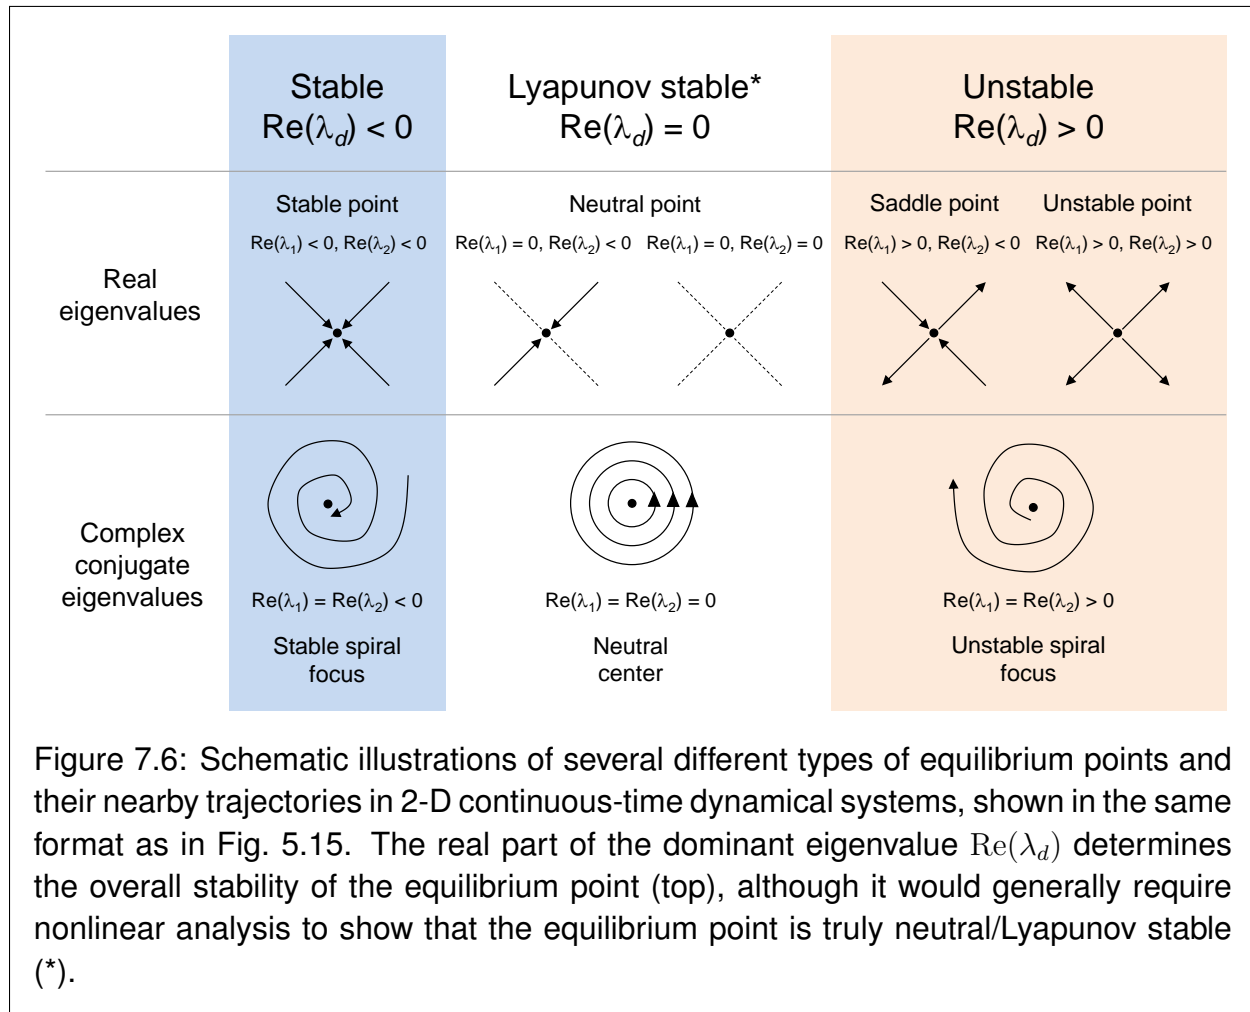 Stable
Re(λd) < 0
Lyapunov stable*
Re(λd) = 0
Unstable
Re(λd) > 0
Real
eigenvalues
Stable point
Re(λ1) < 0, Re(λ2) < 0
Neutral point
Re(λ1) = 0, Re(λ2) < 0
Re(λ1) = 0, Re(λ2) = 0
Saddle point
Re(λ1) > 0, Re(λ2) < 0
Unstable point
Re(λ1) > 0, Re(λ2) > 0
Complex
conjugate
eigenvalues
Re(λ1) = Re(λ2) < 0
Stable spiral
focus
Re(λ1) = Re(λ2) = 0
Neutral
center
Re(λ1) = Re(λ2) > 0
Unstable spiral
focus
Figure 7.6: Schematic illustrations of several different types of equilibrium points and
their nearby trajectories in 2-D continuous-time dynamical systems, shown in the same
format as in Fig. 5.15. The real part of the dominant eigenvalue Re(λd) determines
the overall stability of the equilibrium point (top), although it would generally require
nonlinear analysis to show that the equilibrium point is truly neutral/Lyapunov stable
(*).